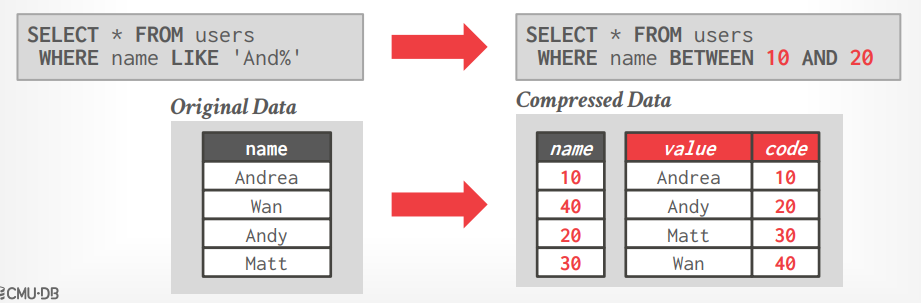 SELECT * FROM users
WHERE name LIKE 'And%'
SELECT * FROM users
WHERE name BETWEEN 10 AND 20
Original Data
name
Andrea
Wan
Andy
Matt
Compressed Data
name value code
10 Andrea 10
40 Andy 20
20 Matt 30
30 Wan 40
CMU·DB